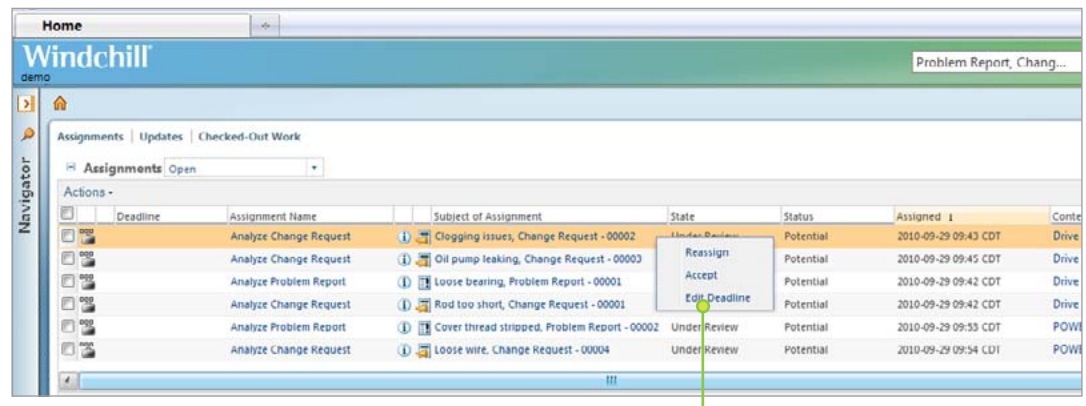 Home
Windchill
demo
Problem Report, Chang...
Navigator
Assignments | Updates | Checked-Out Work
Assignments Open
Actions
Deadline Assignment Name Subject of Assignment State Status Assigned 1 Conte
Analyze Change Request Clogging issues, Change Request - 00002 Under Review Potential 2010-09-29 09:43 CDT Drive
Analyze Change Request Oil pump leaking, Change Request - 00003 Potential 2010-09-29 09:45 CDT Drive
Analyze Problem Report Loose bearing, Problem Report - 00001 Potential 2010-09-29 09:42 CDT Drive
Analyze Change Request Rod too short, Change Request - 00001 Potential 2010-09-29 09:42 CDT Drive
Analyze Problem Report Cover thread stripped, Problem Report - 00002 Under Review Potential 2010-09-29 09:53 CDT POWE
Analyze Change Request Loose wire, Change Request - 00004 Under Review Potential 2010-09-29 09:54 CDT POWE
Reassign
Accept
Edit Deadline